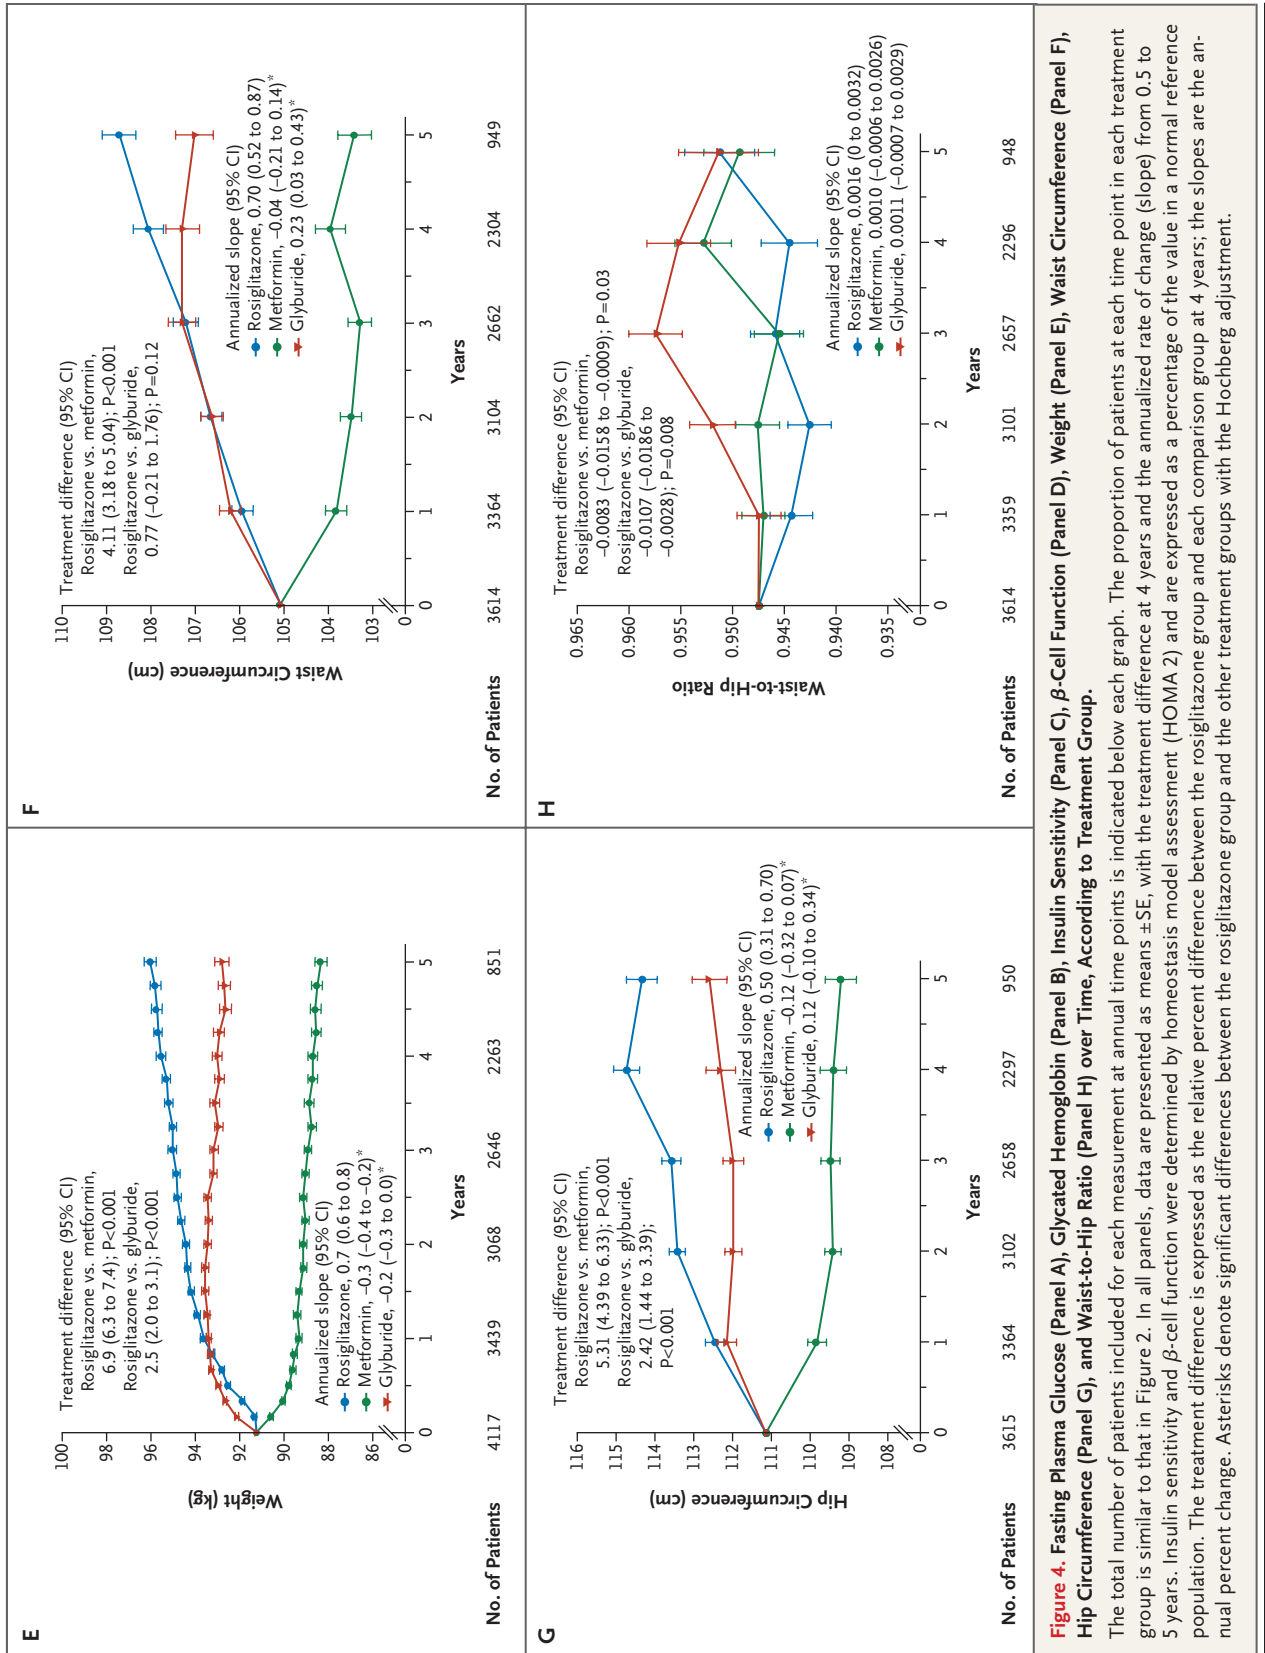 E
Weight (kg)
100
98
96
94
92
90
88
86
0
Treatment difference (95% CI)
Rosiglitazone vs. metformin,
6.9 (6.3 to 7.4); P<0.001
Rosiglitazone vs. glyburide,
2.5 (2.0 to 3.1); P<0.001
Annualized slope (95% CI)
Rosiglitazone, 0.7 (0.6 to 0.8)
Metformin, –0.3 (–0.4 to –0.2)*
Glyburide, –0.2 (–0.3 to 0.0)*
0 1 2 3 4 5
Years
No. of Patients 4117 3439 3068 2646 2263 851
F
Waist Circumference (cm)
110
109
108
107
106
105
104
103
0
Treatment difference (95% CI)
Rosiglitazone vs. metformin,
4.11 (3.18 to 5.04); P<0.001
Rosiglitazone vs. glyburide,
0.77 (–0.21 to 1.76); P=0.12
Annualized slope (95% CI)
Rosiglitazone, 0.70 (0.52 to 0.87)
Metformin, –0.04 (–0.21 to 0.14)*
Glyburide, 0.23 (0.03 to 0.43)*
0 1 2 3 4 5
Years
No. of Patients 3614 3364 3104 2662 2304 949
G
Hip Circumference (cm)
116
115
114
113
112
111
110
109
108
0
Treatment difference (95% CI)
Rosiglitazone vs. metformin,
5.31 (4.39 to 6.33); P<0.001
Rosiglitazone vs. glyburide,
2.42 (1.44 to 3.39);
P<0.001
Annualized slope (95% CI)
Rosiglitazone, 0.50 (0.31 to 0.70)
Metformin, –0.12 (–0.32 to 0.07)*
Glyburide, 0.12 (–0.10 to 0.34)*
0 1 2 3 4 5
Years
No. of Patients 3615 3364 3102 2658 2297 950
H
Waist-to-Hip Ratio
0.965
0.960
0.955
0.950
0.945
0.940
0.935
0
Treatment difference (95% CI)
Rosiglitazone vs. metformin,
–0.0083 (–0.0158 to –0.0009); P=0.03
Rosiglitazone vs. glyburide,
–0.0107 (–0.0186 to
–0.0028); P=0.008
Annualized slope (95% CI)
Rosiglitazone, 0.0016 (0 to 0.0032)
Metformin, 0.0010 (–0.0006 to 0.0026)
Glyburide, 0.0011 (–0.0007 to 0.0029)
0 1 2 3 4 5
Years
No. of Patients 3614 3359 3101 2657 2296 948
Figure 4. Fasting Plasma Glucose (Panel A), Glycated Hemoglobin (Panel B), Insulin Sensitivity (Panel C), β-Cell Function (Panel D), Weight (Panel E), Waist Circumference (Panel F),
Hip Circumference (Panel G), and Waist-to-Hip Ratio (Panel H) over Time, According to Treatment Group.
The total number of patients included for each measurement at annual time points is indicated below each graph. The proportion of patients at each time point in each treatment
group is similar to that in Figure 2. In all panels, data are presented as means ±SE, with the treatment difference at 4 years and the annualized rate of change (slope) from 0.5 to
5 years. Insulin sensitivity and β-cell function were determined by homeostasis model assessment (HOMA 2) and are expressed as a percentage of the value in a normal reference
population. The treatment difference is expressed as the relative percent difference between the rosiglitazone group and each comparison group at 4 years; the slopes are the an-
nual percent change. Asterisks denote significant differences between the rosiglitazone group and the other treatment groups with the Hochberg adjustment.